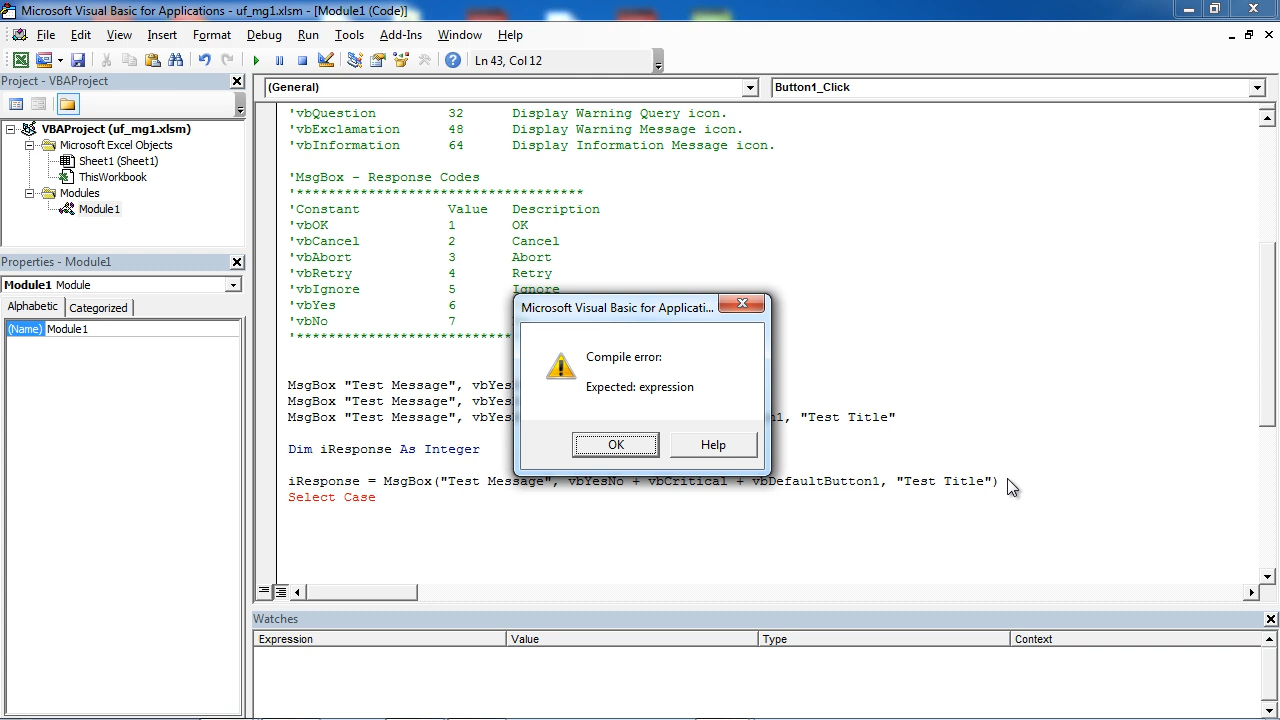 Microsoft Visual Basic for Applications - uf_mg1.xlsm - [Module1 (Code)]
File Edit View Insert Format Debug Run Tools Add-Ins Window Help
Ln 43, Col 12
Project - VBAProject
(General)
Button1_Click
VBAProject (uf_mg1.xlsm)
Microsoft Excel Objects
Sheet1 (Sheet1)
ThisWorkbook
Modules
Module1
Properties - Module1
Module1 Module
Alphabetic Categorized
(Name) Module1
'vbQuestion 32 Display Warning Query icon.
'vbExclamation 48 Display Warning Message icon.
'vbInformation 64 Display Information Message icon.
'MsgBox - Response Codes
'************************************
'Constant Value Description
'vbOK 1 OK
'vbCancel 2 Cancel
'vbAbort 3 Abort
'vbRetry 4 Retry
'vbIgnore 5 Ignore
'vbYes 6
'vbNo 7
'***************************
MsgBox "Test Message", vbYes
MsgBox "Test Message", vbYes
MsgBox "Test Message", vbYes n1, "Test Title"
Dim iResponse As Integer
iResponse = MsgBox("Test Message", vbYesNo + vbCritical + vbDefaultButton1, "Test Title")
Select Case
Microsoft Visual Basic for Applicati...
Compile error:
Expected: expression
OK Help
Watches
Expression Value Type Context